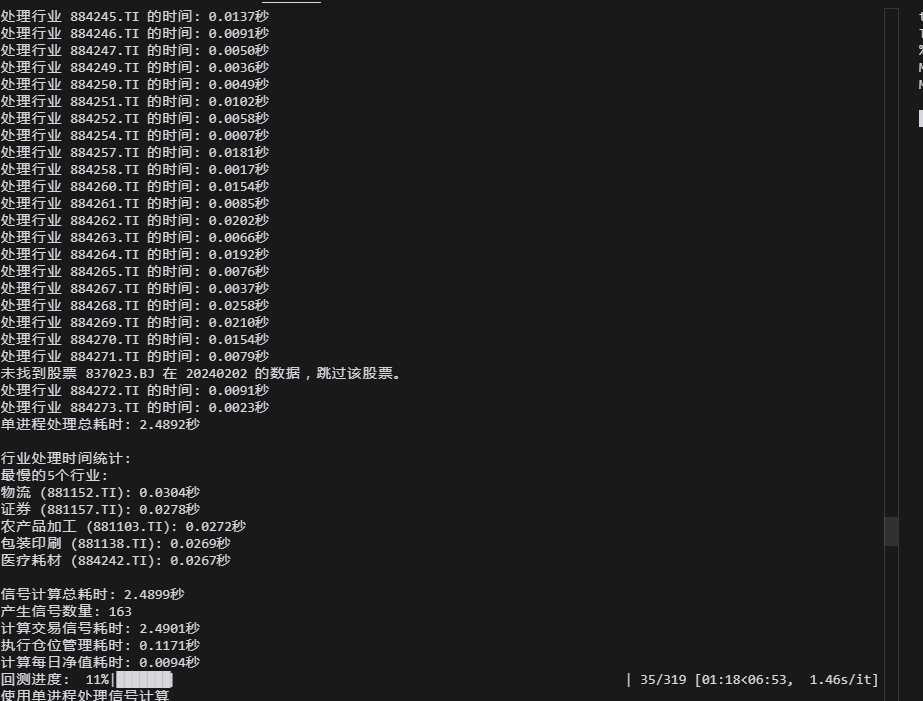 处理行业 884245.TI 的时间: 0.0137秒
处理行业 884246.TI 的时间: 0.0091秒
处理行业 884247.TI 的时间: 0.0050秒
处理行业 884249.TI 的时间: 0.0036秒
处理行业 884250.TI 的时间: 0.0049秒
处理行业 884251.TI 的时间: 0.0102秒
处理行业 884252.TI 的时间: 0.0058秒
处理行业 884254.TI 的时间: 0.0007秒
处理行业 884257.TI 的时间: 0.0181秒
处理行业 884258.TI 的时间: 0.0017秒
处理行业 884260.TI 的时间: 0.0154秒
处理行业 884261.TI 的时间: 0.0085秒
处理行业 884262.TI 的时间: 0.0202秒
处理行业 884263.TI 的时间: 0.0066秒
处理行业 884264.TI 的时间: 0.0192秒
处理行业 884265.TI 的时间: 0.0076秒
处理行业 884267.TI 的时间: 0.0037秒
处理行业 884268.TI 的时间: 0.0258秒
处理行业 884269.TI 的时间: 0.0210秒
处理行业 884270.TI 的时间: 0.0154秒
处理行业 884271.TI 的时间: 0.0079秒
未找到股票 837023.BJ 在 20240202 的数据，跳过该股票。
处理行业 884272.TI 的时间: 0.0091秒
处理行业 884273.TI 的时间: 0.0023秒
单进程处理总耗时: 2.4892秒
行业处理时间统计:
最慢的5个行业:
物流 (881152.TI): 0.0304秒
证券 (881157.TI): 0.0278秒
农产品加工 (881103.TI): 0.0272秒
包装印刷 (881138.TI): 0.0269秒
医疗耗材 (884242.TI): 0.0267秒
信号计算总耗时: 2.4899秒
产生信号数量: 163
计算交易信号耗时: 2.4901秒
执行仓位管理耗时: 0.1171秒
计算每日净值耗时: 0.0094秒
回测进度: 11%| | 35/319 [01:18<06:53, 1.46s/it]
使用单进程处理信号计算